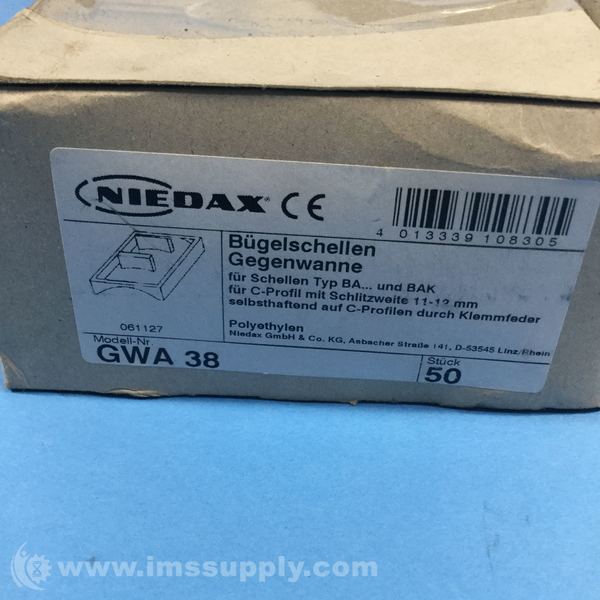 NIEDAX® CE
4 013339 108305
Bügelschellen
Gegenwanne
für Schellen Typ BA... und BAK
für C-Profil mit Schlitzweite 11-12 mm
selbsthaftend auf C-Profilen durch Klemmfeder
061127
Polyethylen
Niedax GmbH & Co. KG, Asbacher Straße 141, D-53545 Linz/Rhein
Modell-Nr.
GWA 38
Stück
50
www.imssupply.com